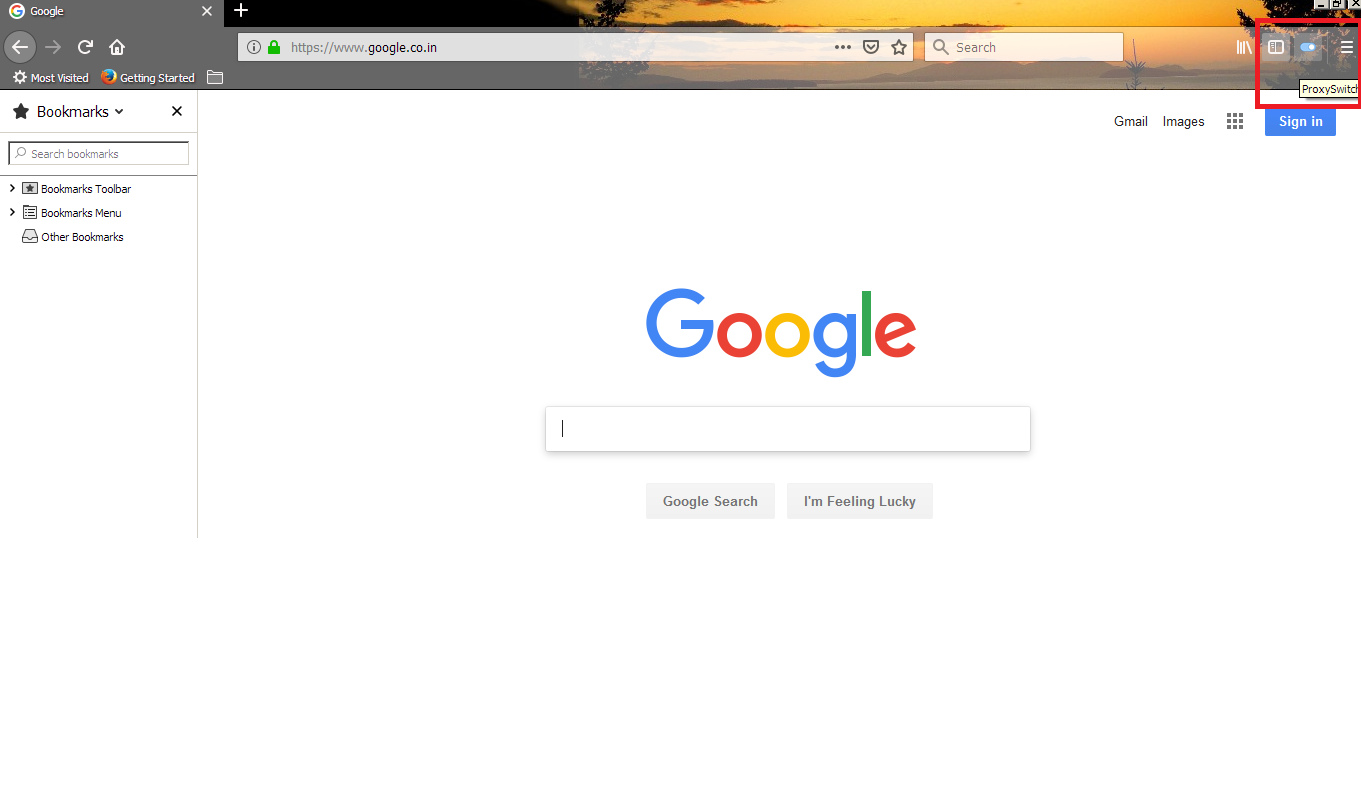 Google
https://www.google.co.in
Search
Most Visited
Getting Started
ProxySwitch
Bookmarks
Search bookmarks
Bookmarks Toolbar
Bookmarks Menu
Other Bookmarks
Gmail
Images
Sign in
Google
Google Search
I'm Feeling Lucky